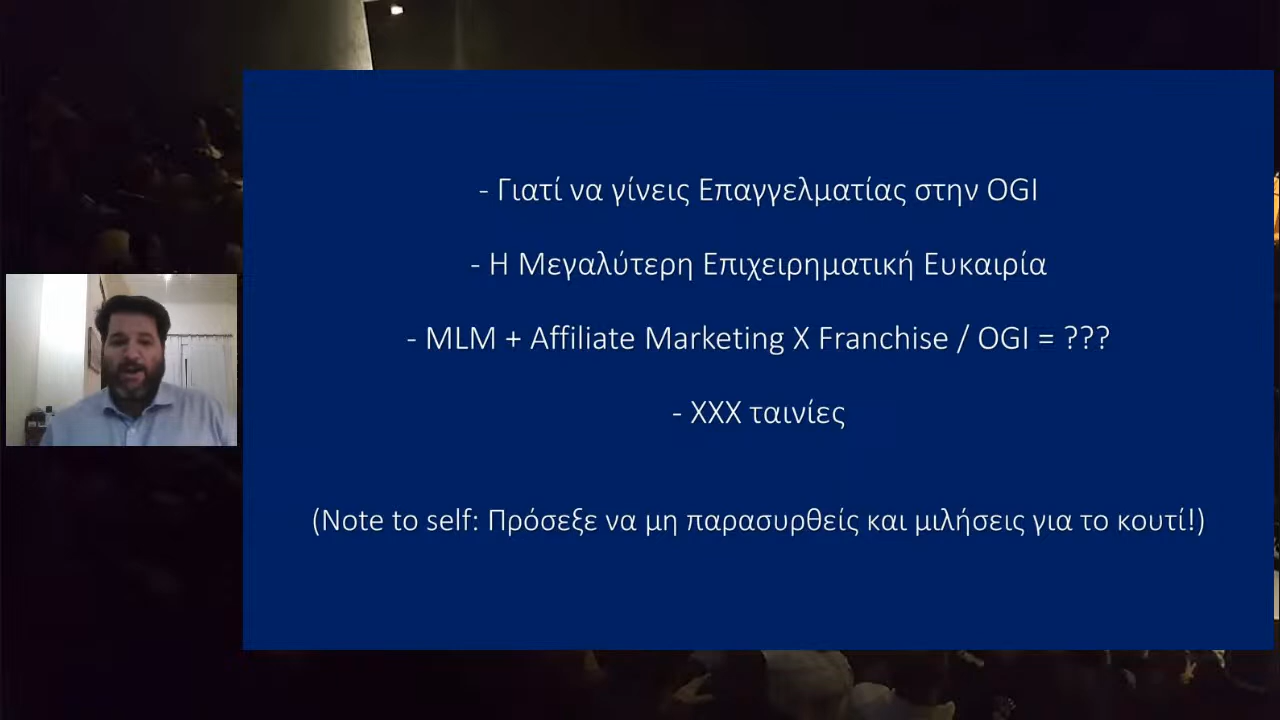 - Γιατί να γίνεις Επαγγελματίας στην OGI
- Η Μεγαλύτερη Επιχειρηματική Ευκαιρία
- MLM + Affiliate Marketing X Franchise / OGI = ???
- XXX ταινίες
(Note to self: Πρόσεξε να μη παρασυρθείς και μιλήσεις για το κουτί!)